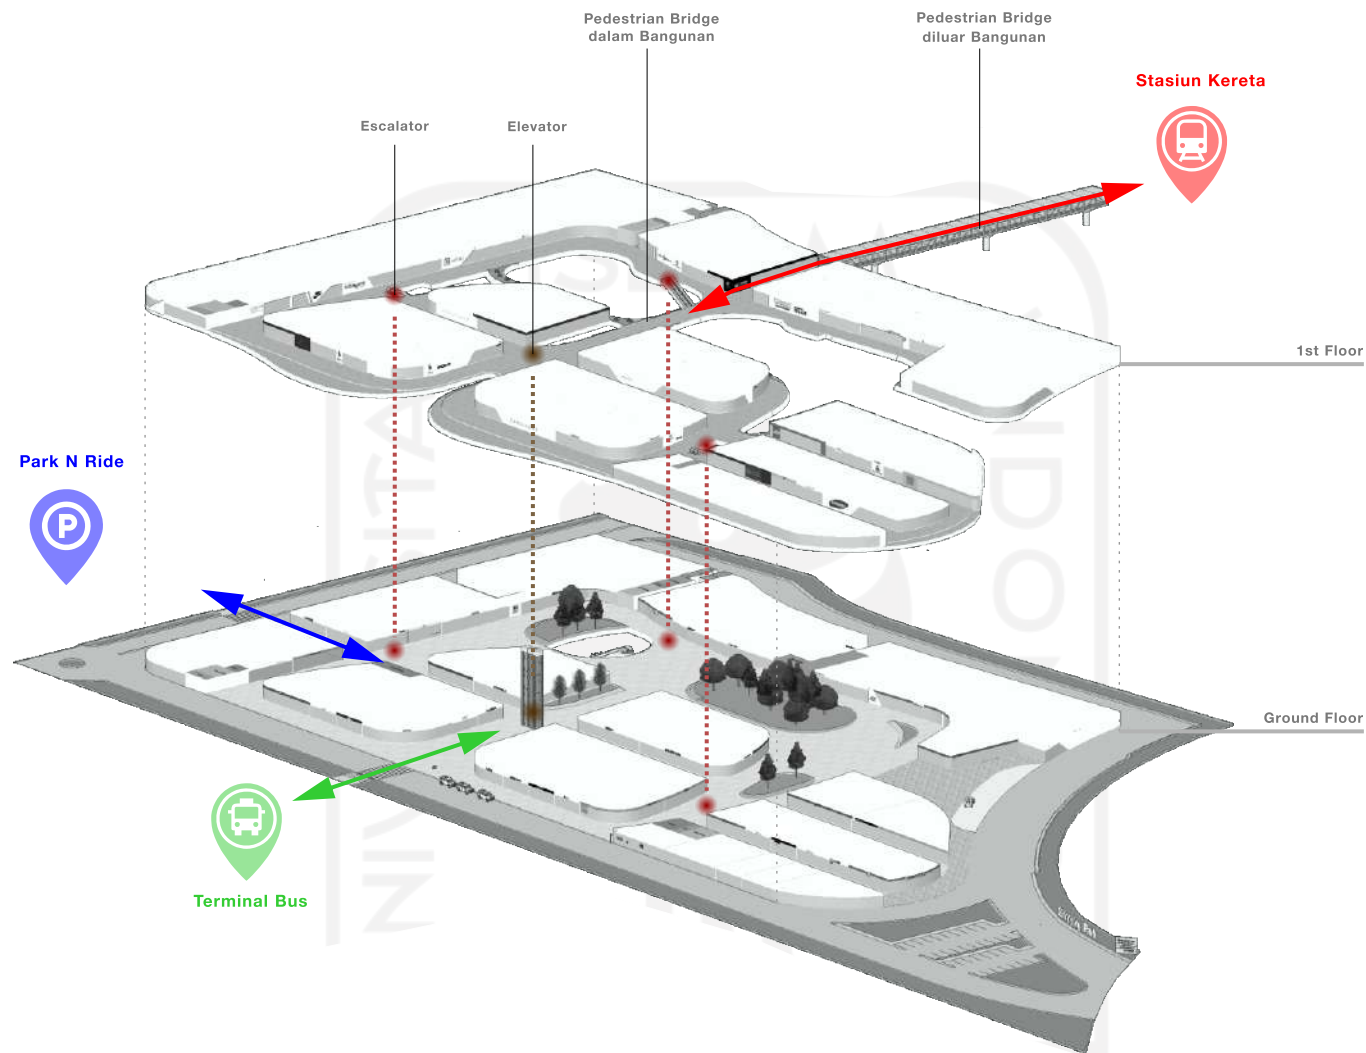 Pedestrian Bridge
dalam Bangunan
Pedestrian Bridge
diluar Bangunan
Stasiun Kereta
Escalator
Elevator
1st Floor
Park N Ride
P
Ground Floor
Terminal Bus